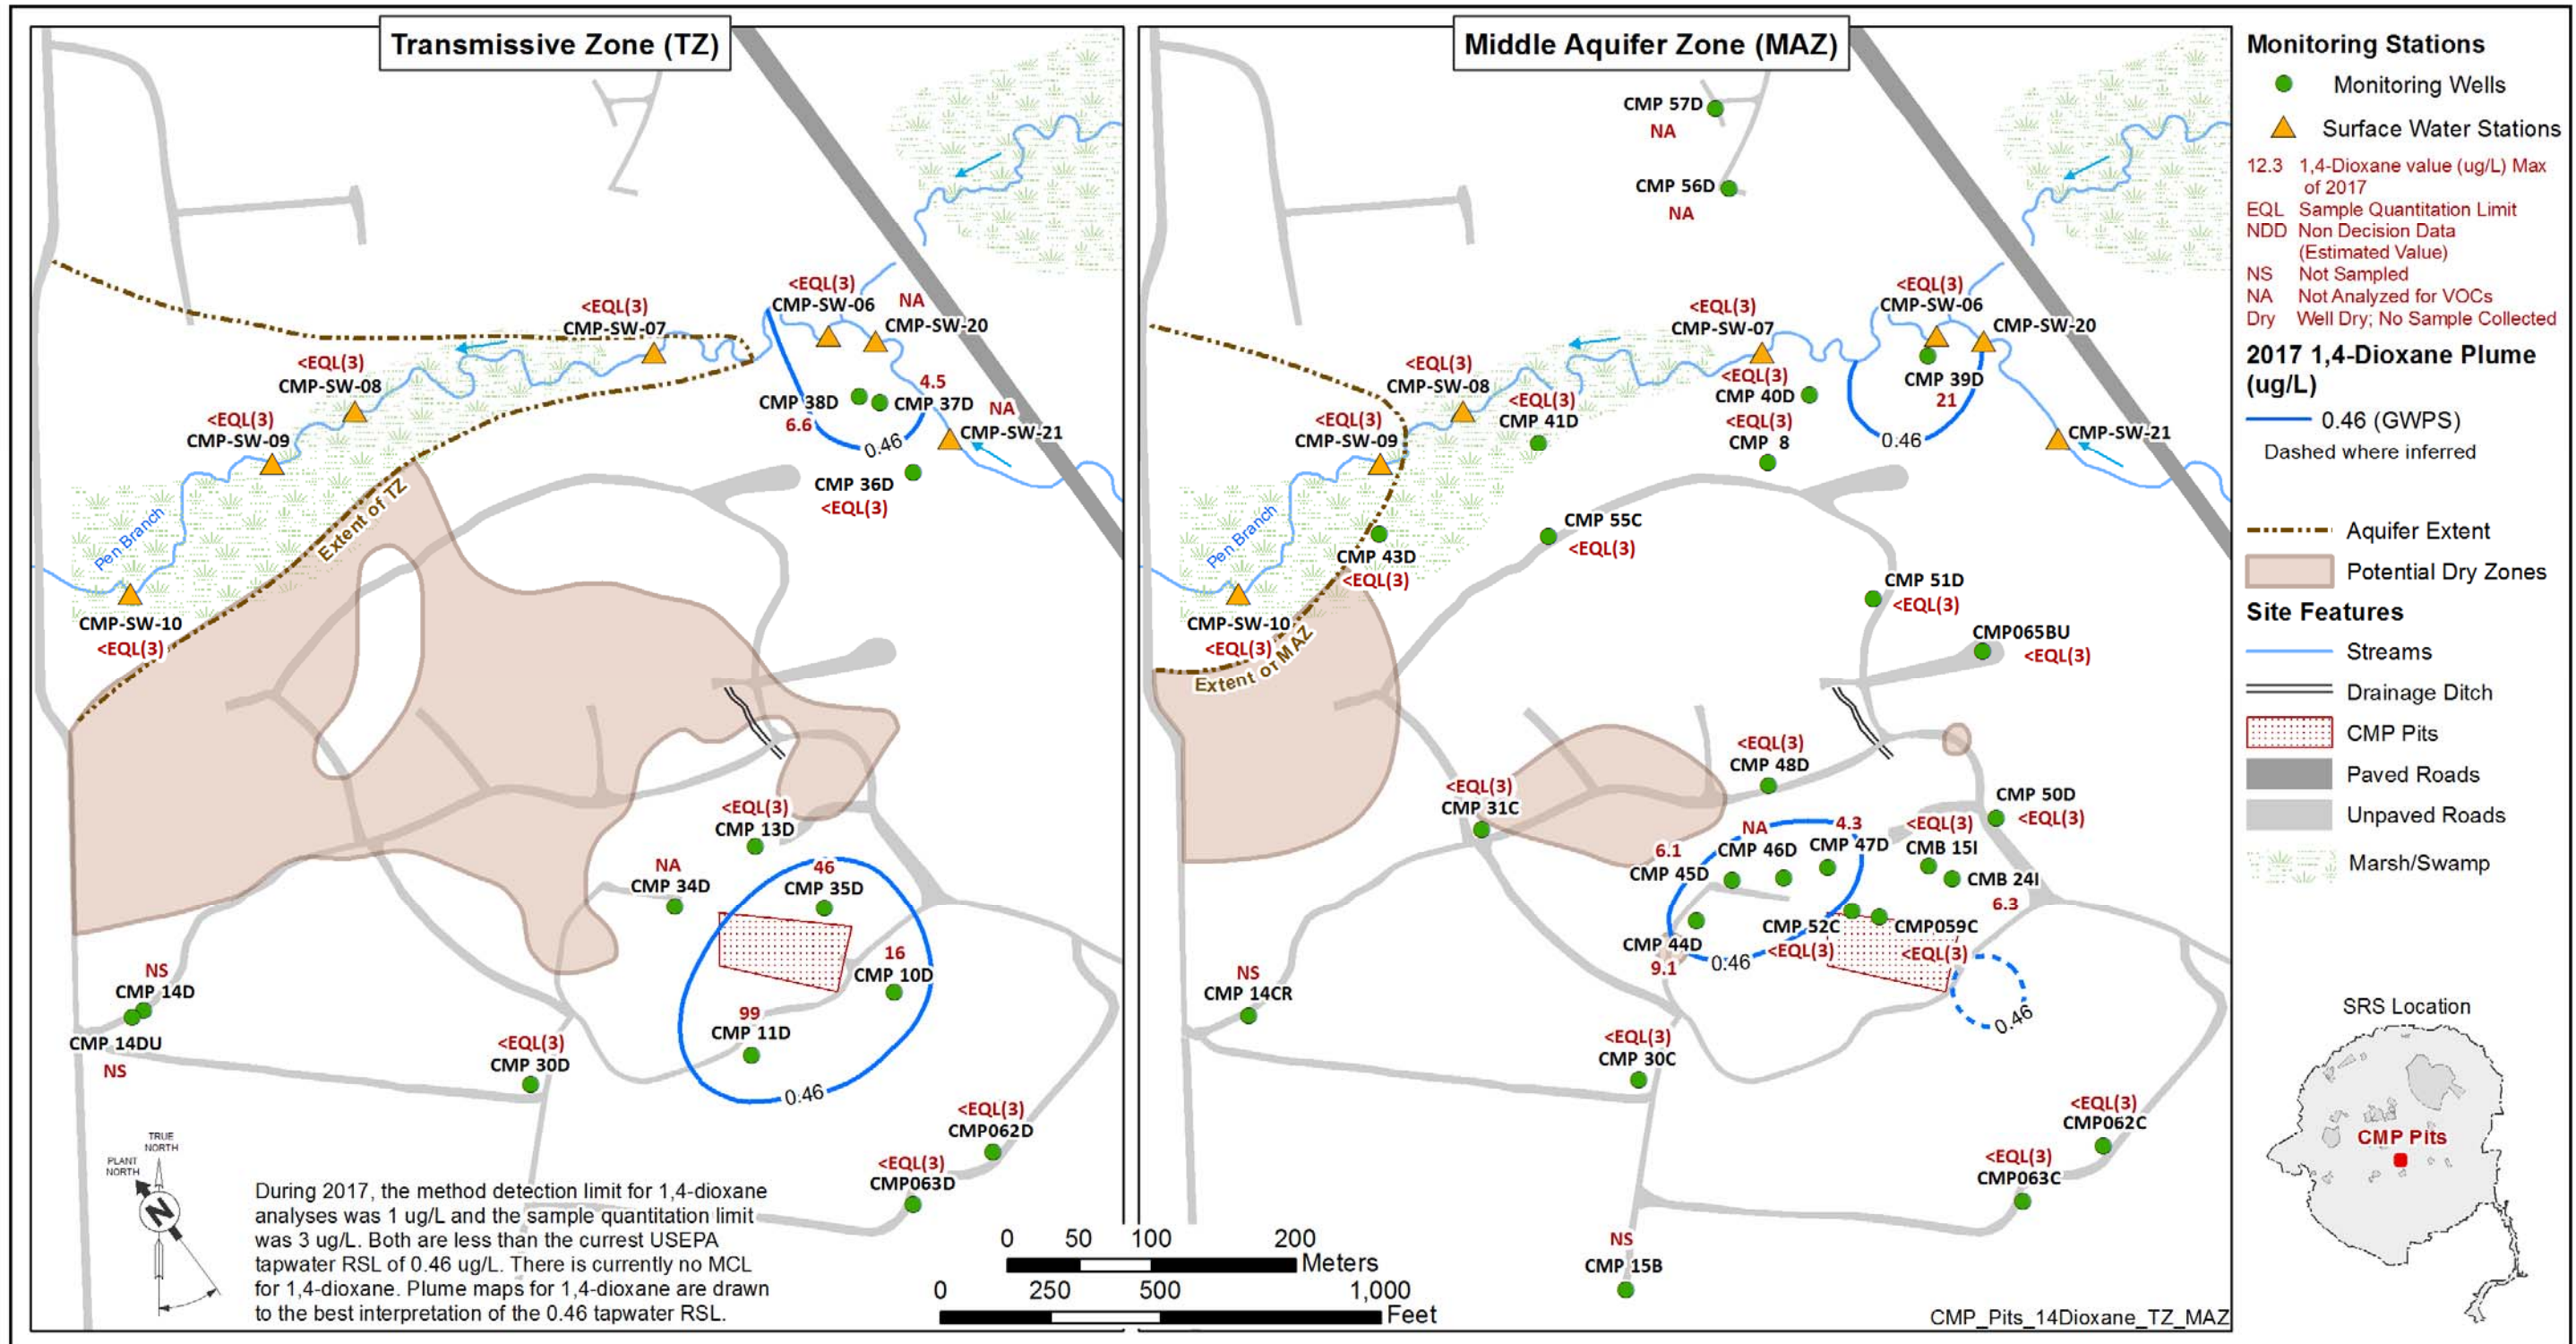 Transmissive Zone (TZ)
<EQL(3)
CMP-SW-06
NA
CMP-SW-20
<EQL(3)
CMP-SW-07
<EQL(3)
CMP-SW-08
<EQL(3)
CMP-SW-09
4.5
CMP 37D
CMP 38D
6.6
NA
CMP-SW-21
0.46
CMP 36D
<EQL(3)
Extent of TZ
Pen Branch
CMP-SW-10
<EQL(3)
<EQL(3)
CMP 13D
NA
CMP 34D
46
CMP 35D
16
CMP 10D
99
CMP 11D
0.46
NS
CMP 14D
CMP 14DU
NS
<EQL(3)
CMP 30D
<EQL(3)
CMP062D
<EQL(3)
CMP063D
TRUE
NORTH
PLANT
NORTH
N
During 2017, the method detection limit for 1,4-dioxane
analyses was 1 ug/L and the sample quantitation limit
was 3 ug/L. Both are less than the currest USEPA
tapwater RSL of 0.46 ug/L. There is currently no MCL
for 1,4-dioxane. Plume maps for 1,4-dioxane are drawn
to the best interpretation of the 0.46 tapwater RSL.
0 50 100 200
Meters
0 250 500 1,000
Feet
Middle Aquifer Zone (MAZ)
CMP 57D
NA
CMP 56D
NA
<EQL(3)
CMP-SW-06
CMP-SW-20
<EQL(3)
CMP-SW-07
CMP 39D
21
0.46
<EQL(3)
CMP-SW-08
<EQL(3)
CMP 40D
<EQL(3)
CMP 8
<EQL(3)
CMP 41D
<EQL(3)
CMP-SW-09
CMP-SW-21
CMP 55C
<EQL(3)
CMP 43D
<EQL(3)
Pen Branch
CMP-SW-10
<EQL(3)
Extent of MAZ
CMP 51D
<EQL(3)
CMP065BU
<EQL(3)
<EQL(3)
CMP 48D
<EQL(3)
CMP 31C
CMP 50D
<EQL(3)
NA
CMP 46D
4.3
CMP 47D
<EQL(3)
CMB 15I
6.1
CMP 45D
CMB 24I
6.3
CMP 52C
<EQL(3)
CMP059C
<EQL(3)
CMP 44D
9.1
0.46
0.46
NS
CMP 14CR
<EQL(3)
CMP 30C
<EQL(3)
CMP062C
<EQL(3)
CMP063C
NS
CMP 15B
CMP_Pits_14Dioxane_TZ_MAZ
Monitoring Stations
Monitoring Wells
Surface Water Stations
12.3 1,4-Dioxane value (ug/L) Max
of 2017
EQL Sample Quantitation Limit
NDD Non Decision Data
(Estimated Value)
NS Not Sampled
NA Not Analyzed for VOCs
Dry Well Dry; No Sample Collected
2017 1,4-Dioxane Plume
(ug/L)
0.46 (GWPS)
Dashed where inferred
Aquifer Extent
Potential Dry Zones
Site Features
Streams
Drainage Ditch
CMP Pits
Paved Roads
Unpaved Roads
Marsh/Swamp
SRS Location
CMP Pits